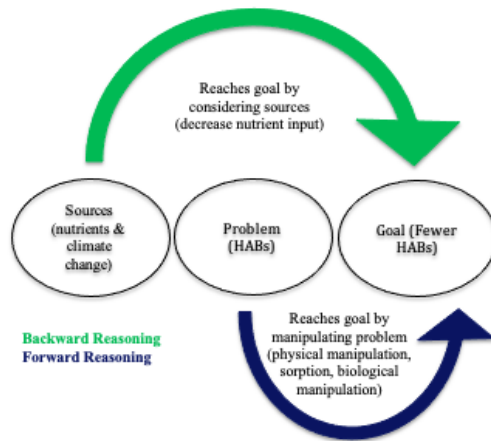 Reaches goal by
considering sources
(decrease nutrient input)
Sources
(nutrients &
climate
change)
Problem
(HABs)
Goal (Fewer
HABs)
Backward Reasoning
Forward Reasoning
Reaches goal by
manipulating problem
(physical manipulation,
sorption, biological
manipulation)